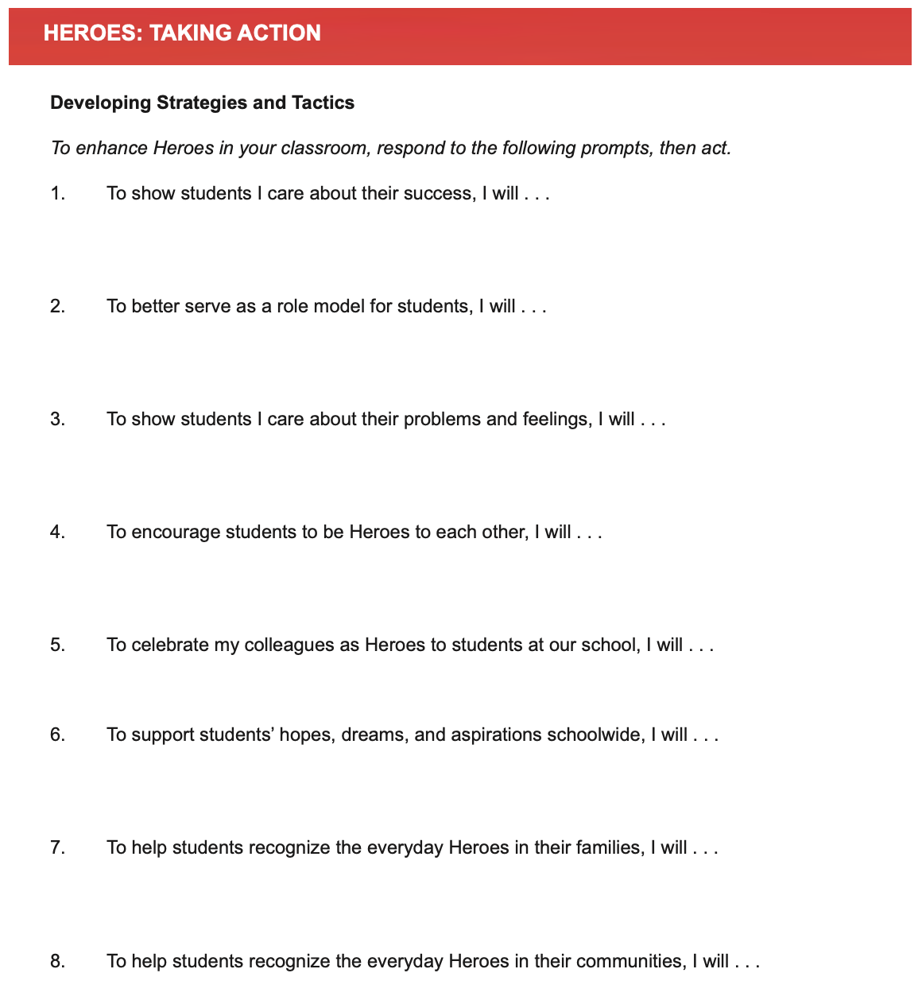 HEROES: TAKING ACTION
Developing Strategies and Tactics
To enhance Heroes in your classroom, respond to the following prompts, then act.
1. To show students I care about their success, I will . . .
2. To better serve as a role model for students, I will . . .
3. To show students I care about their problems and feelings, I will . . .
4. To encourage students to be Heroes to each other, I will . . .
5. To celebrate my colleagues as Heroes to students at our school, I will . . .
6. To support students’ hopes, dreams, and aspirations schoolwide, I will . . .
7. To help students recognize the everyday Heroes in their families, I will . . .
8. To help students recognize the everyday Heroes in their communities, I will . . .